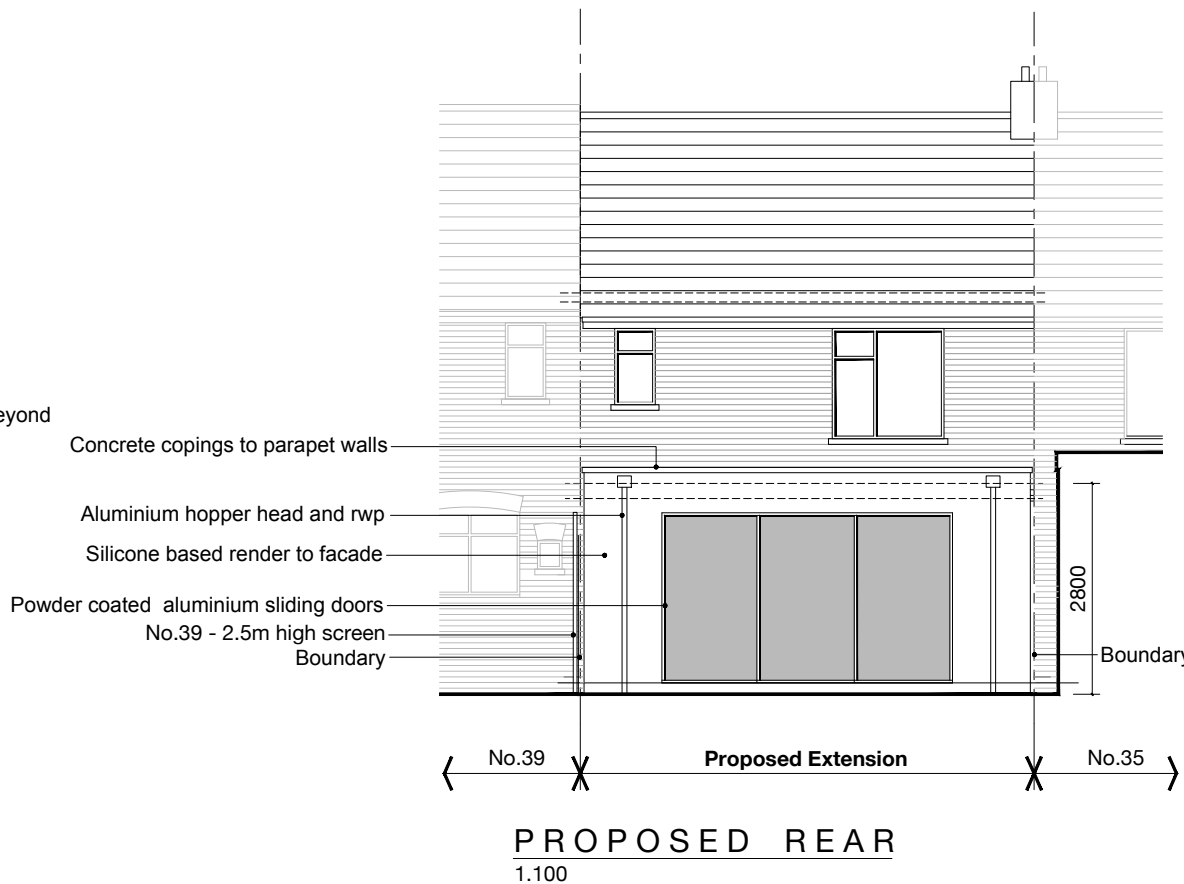 eyond
Concrete copings to parapet walls
Aluminium hopper head and rwp
Silicone based render to facade
Powder coated aluminium sliding doors
No.39 - 2.5m high screen
Boundary
2800
Boundary
No.39
Proposed Extension
No.35
PROPOSED REAR
1.100